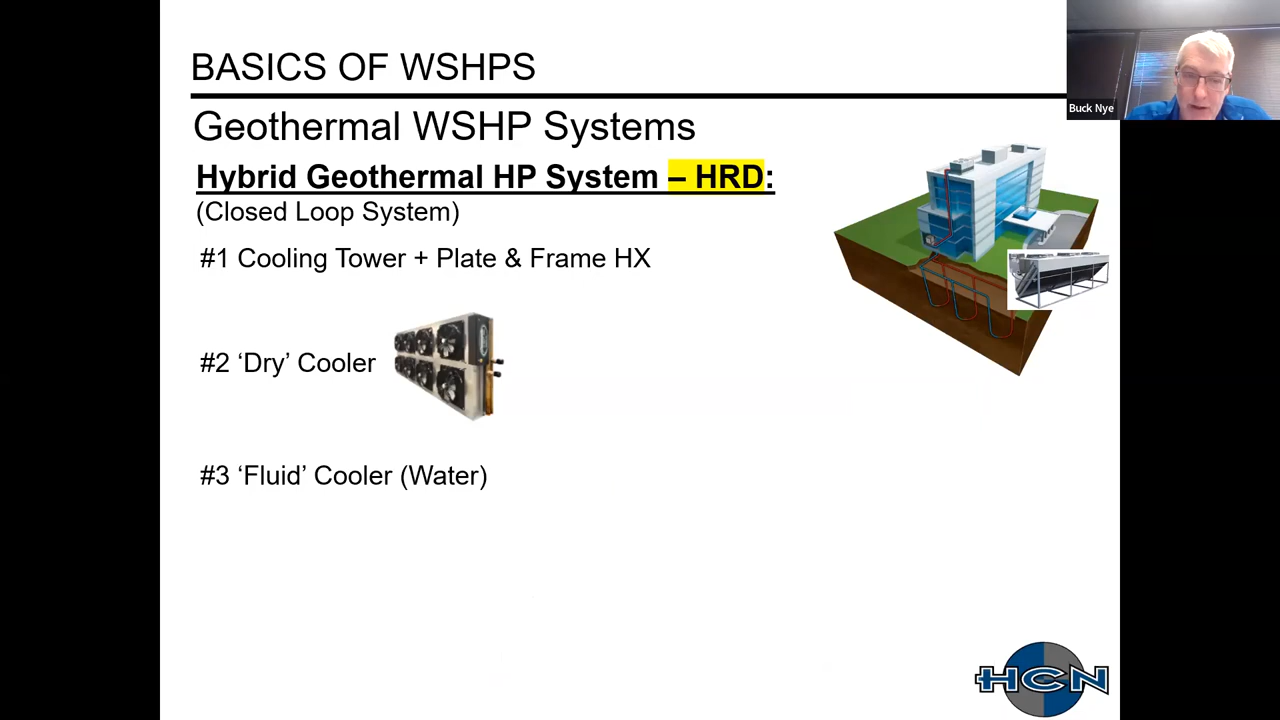 BASICS OF WSHPS
Buck Nye
Geothermal WSHP Systems
Hybrid Geothermal HP System – HRD:
(Closed Loop System)
#1 Cooling Tower + Plate & Frame HX
#2 ‘Dry’ Cooler
#3 ‘Fluid’ Cooler (Water)
HCN